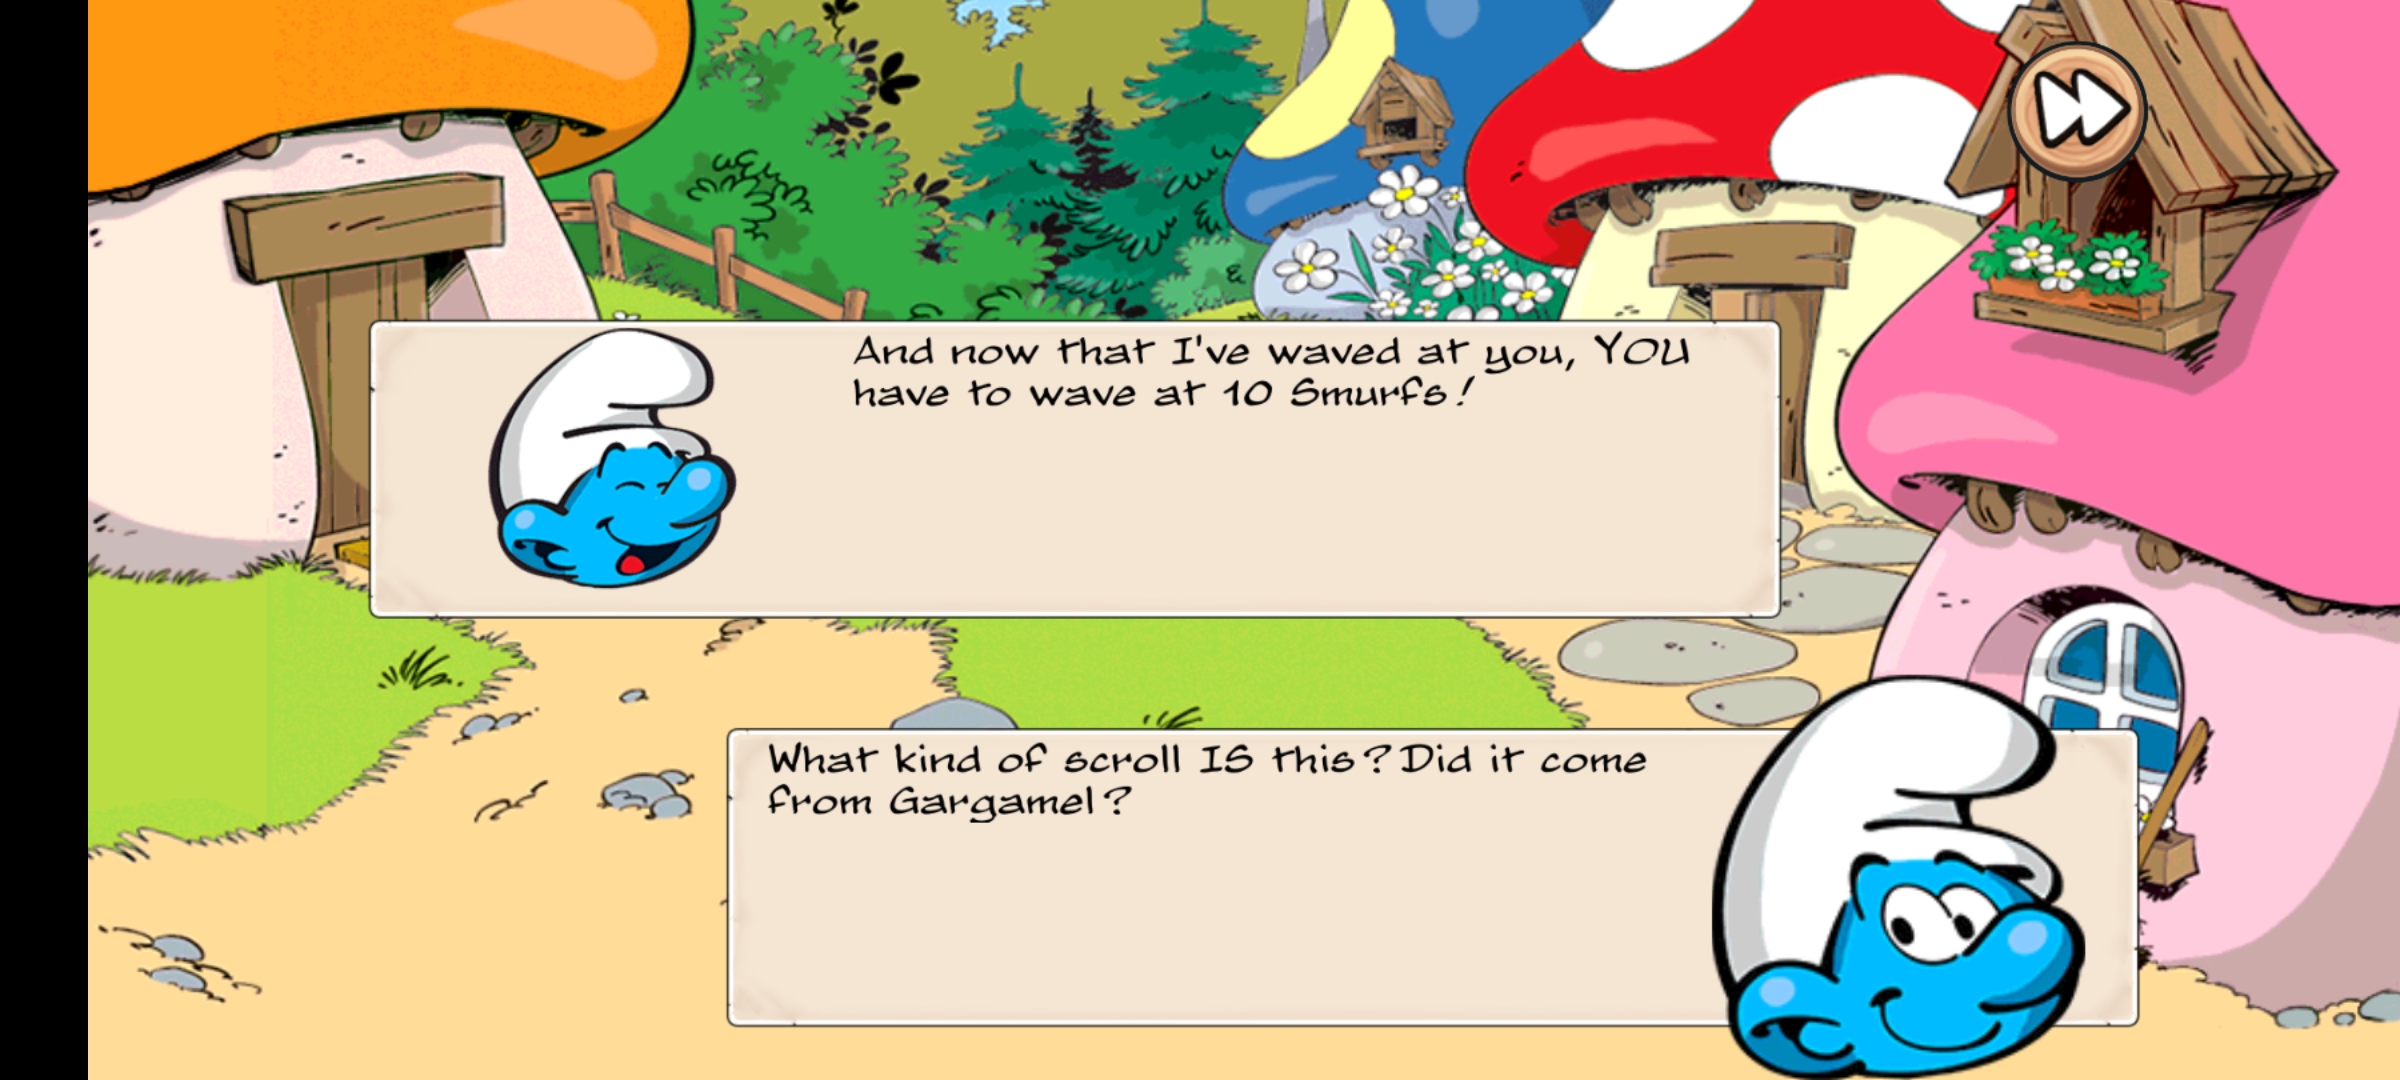 And now that I've waved at you, YOU
have to wave at 10 Smurfs!
What kind of scroll IS this? Did it come
from Gargamel?